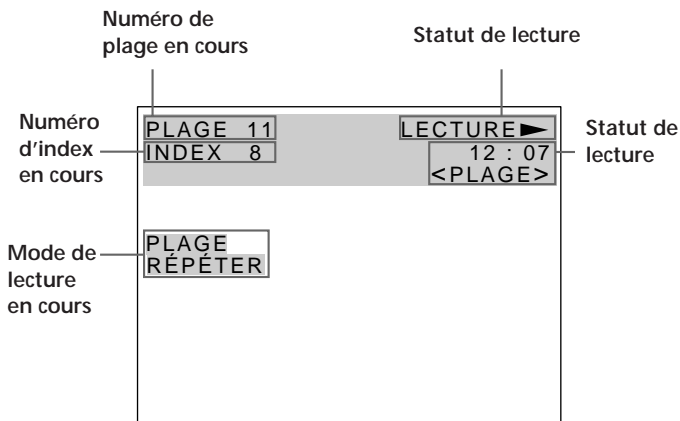 Numéro de
plage en cours
Statut de lecture
Numéro
d'index
en cours
PLAGE 11
INDEX 8
LECTURE►
12 : 07
<PLAGE>
Statut de
lecture
Mode de
lecture
en cours
PLAGE
RÉPÉTER